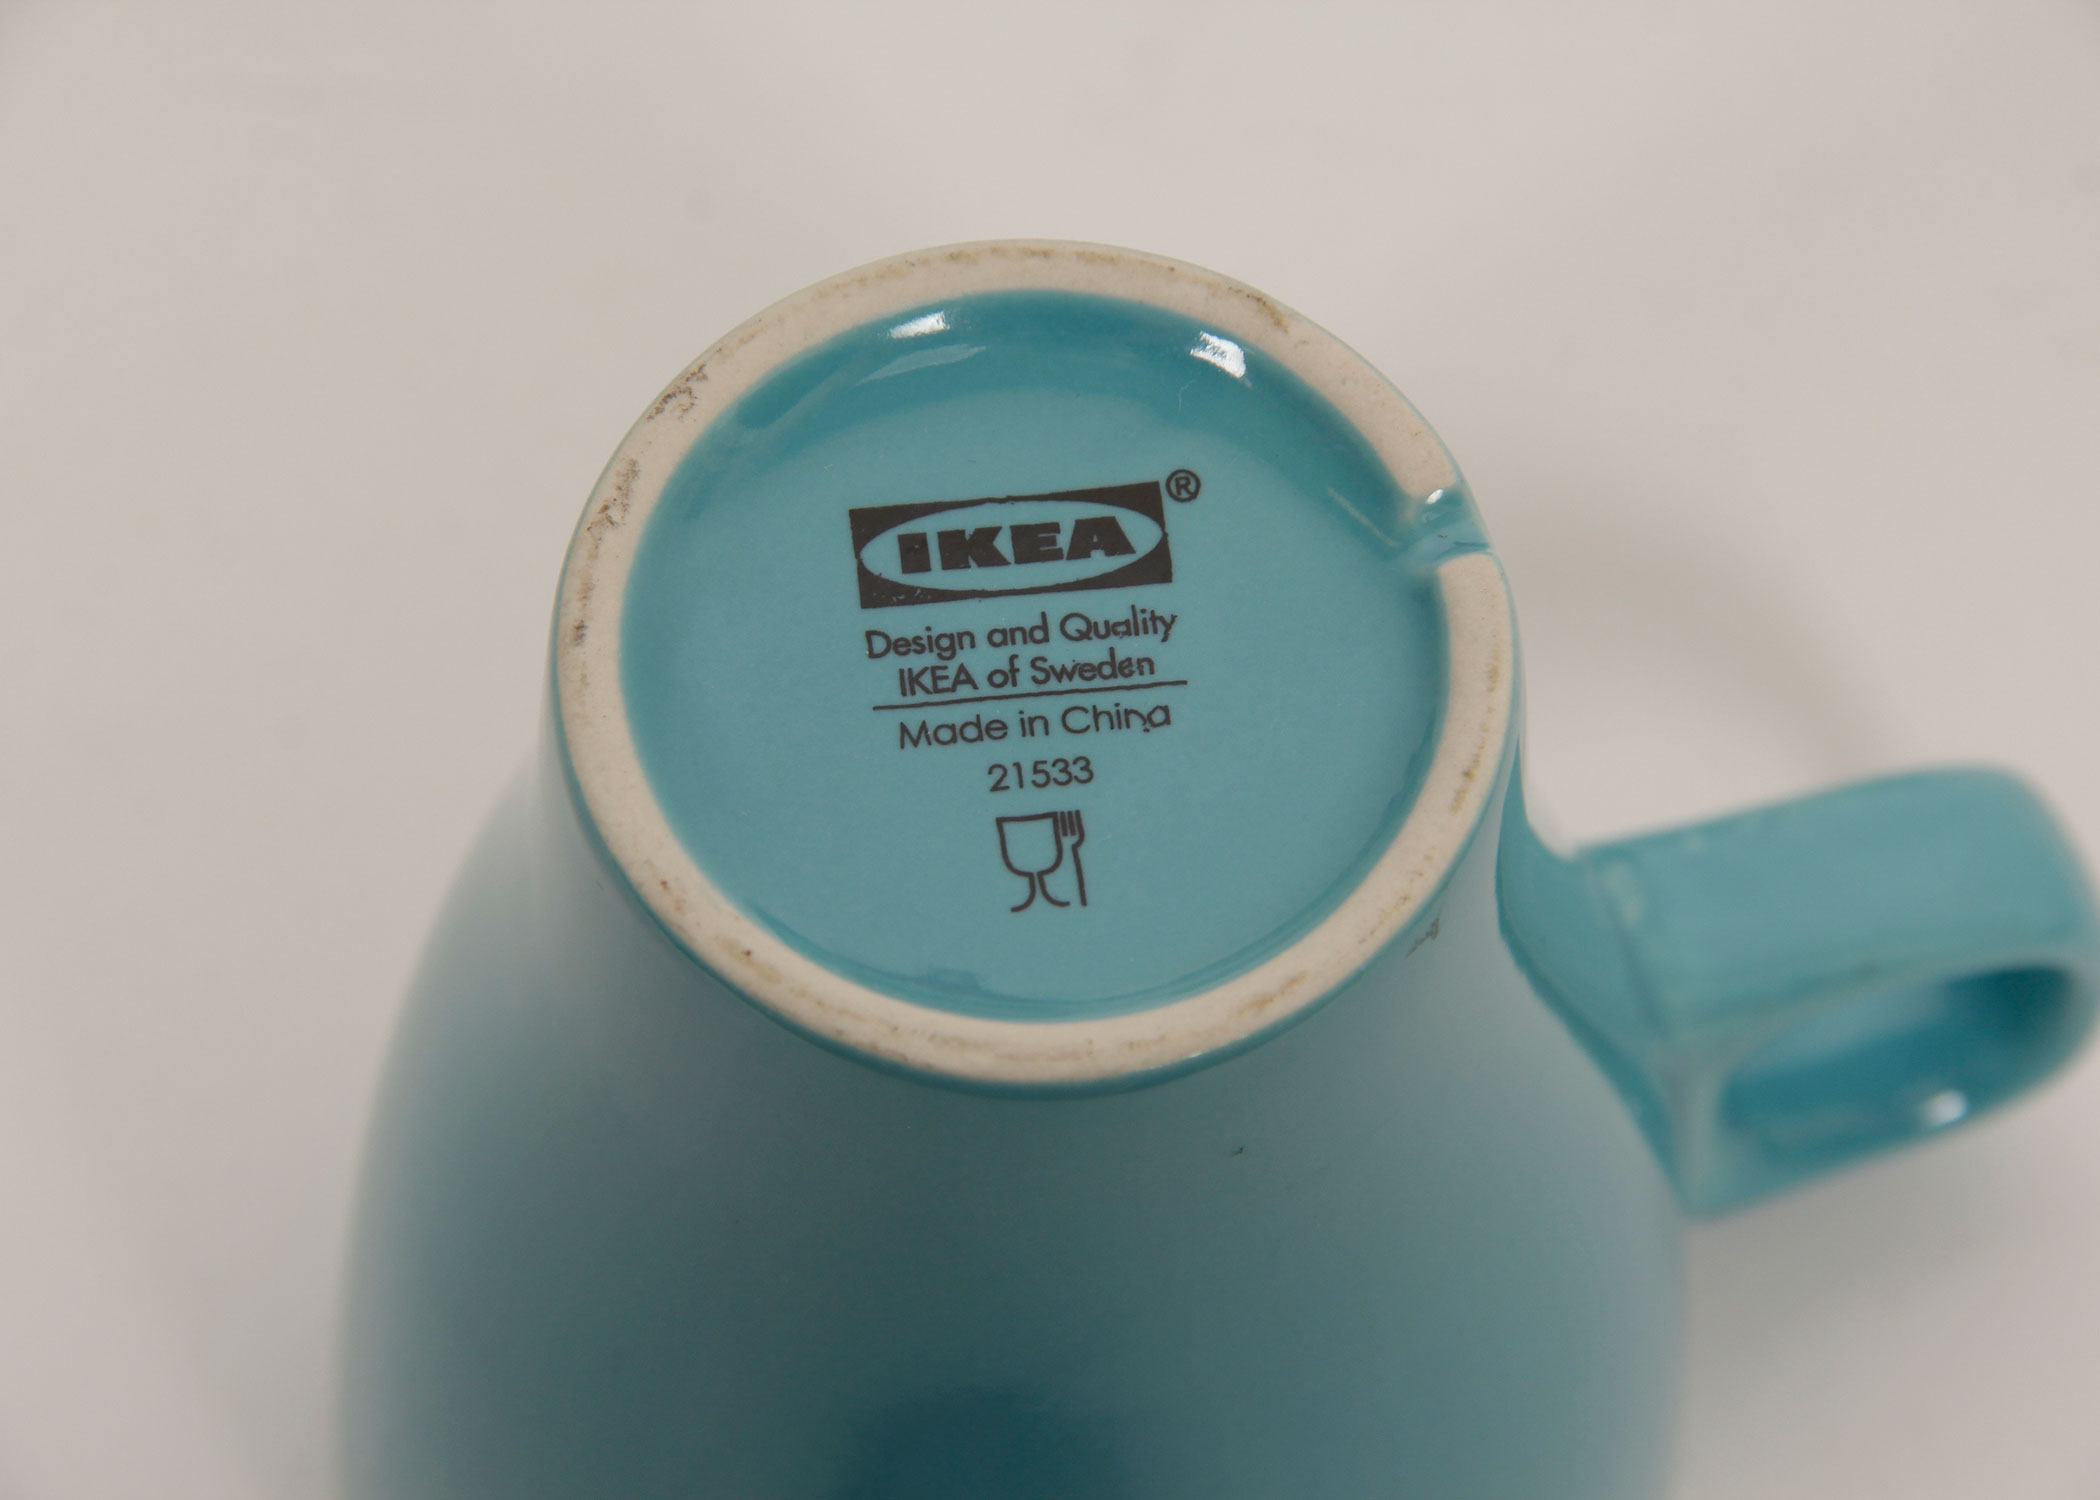 IKEA®
Design and Quality
IKEA of Sweden
Made in China
21533